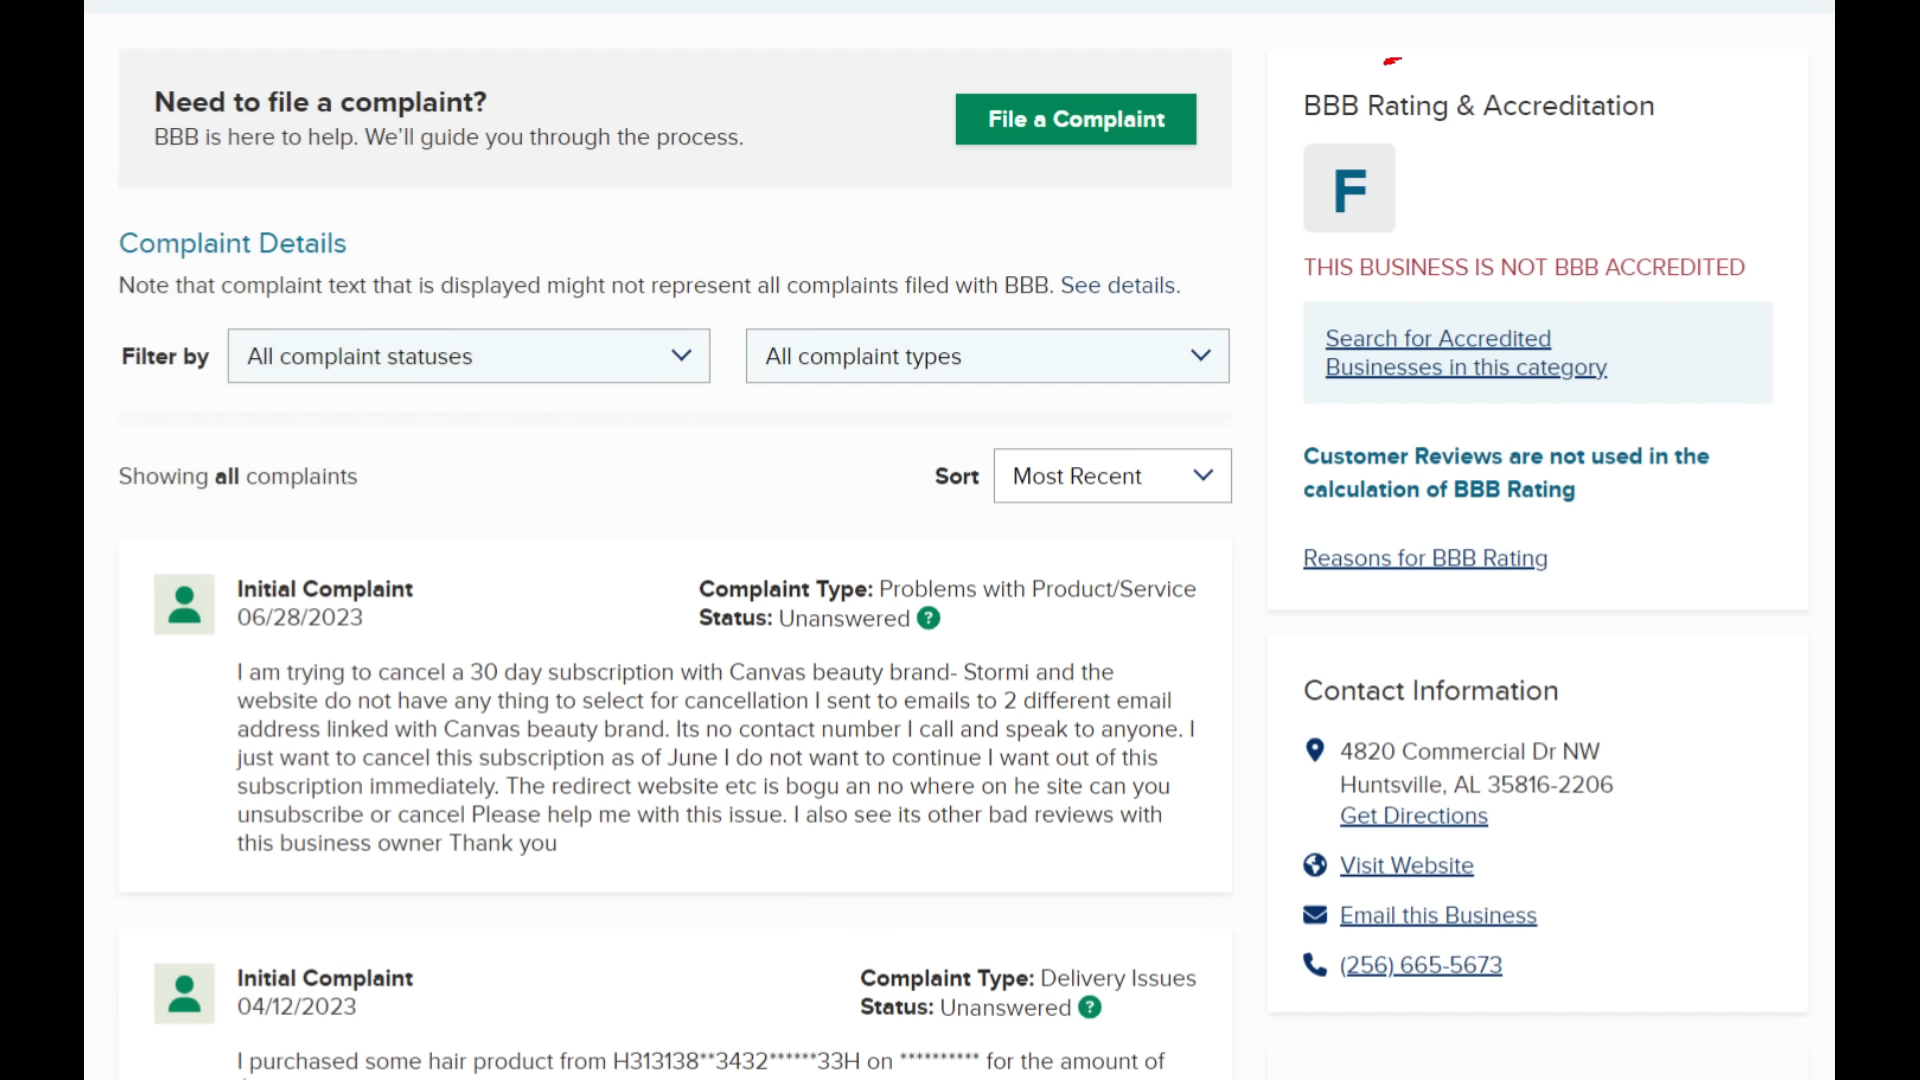 Need to file a complaint?
BBB is here to help. We'll guide you through the process.
File a Complaint
Complaint Details
Note that complaint text that is displayed might not represent all complaints filed with BBB. See details.
Filter by
All complaint statuses
All complaint types
Showing all complaints
Sort
Most Recent
Initial Complaint
06/28/2023
Complaint Type: Problems with Product/Service
Status: Unanswered ?
I am trying to cancel a 30 day subscription with Canvas beauty brand- Stormi and the
website do not have any thing to select for cancellation I sent to emails to 2 different email
address linked with Canvas beauty brand. Its no contact number I call and speak to anyone. I
just want to cancel this subscription as of June I do not want to continue I want out of this
subscription immediately. The redirect website etc is bogu an no where on he site can you
unsubscribe or cancel Please help me with this issue. I also see its other bad reviews with
this business owner Thank you
Initial Complaint
04/12/2023
Complaint Type: Delivery Issues
Status: Unanswered ?
I purchased some hair product from H313138**3432******33H on ********** for the amount of
BBB Rating & Accreditation
F
THIS BUSINESS IS NOT BBB ACCREDITED
Search for Accredited
Businesses in this category
Customer Reviews are not used in the
calculation of BBB Rating
Reasons for BBB Rating
Contact Information
4820 Commercial Dr NW
Huntsville, AL 35816-2206
Get Directions
Visit Website
Email this Business
(256) 665-5673